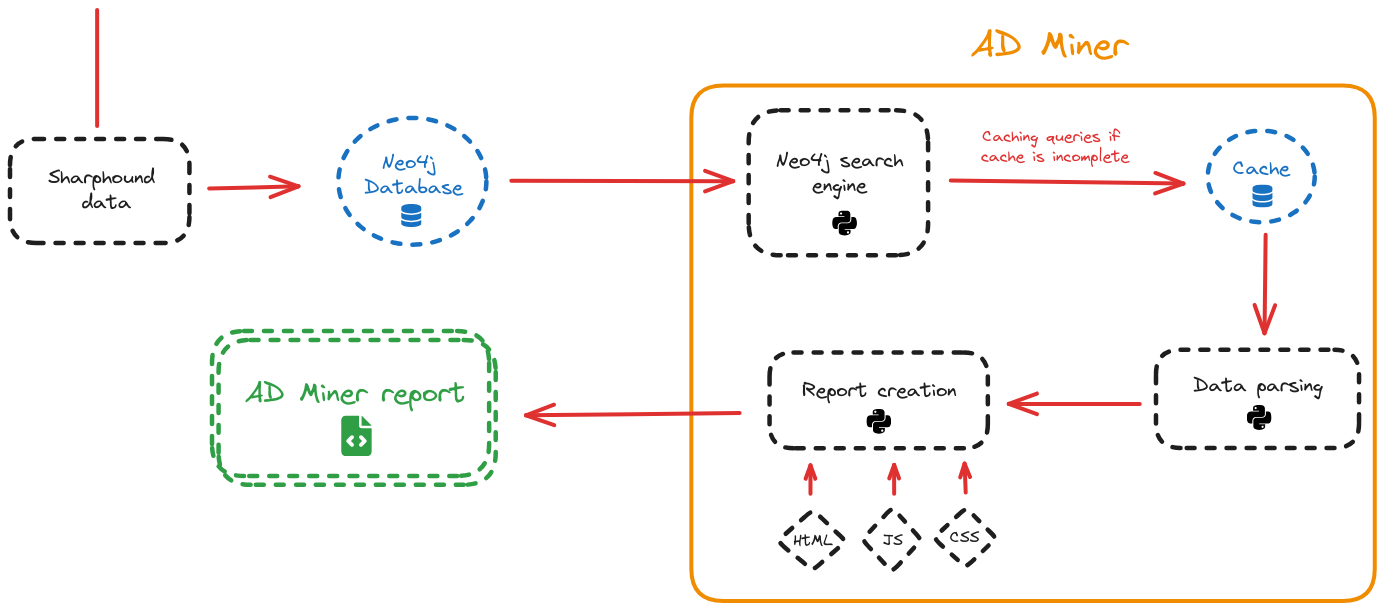 AD Miner
Sharphound
data
Neo4j
Database
Neo4j search
engine
Caching queries if
cache is incomplete
Cache
AD Miner report
Report creation
Data parsing
HTML
JS
CSS